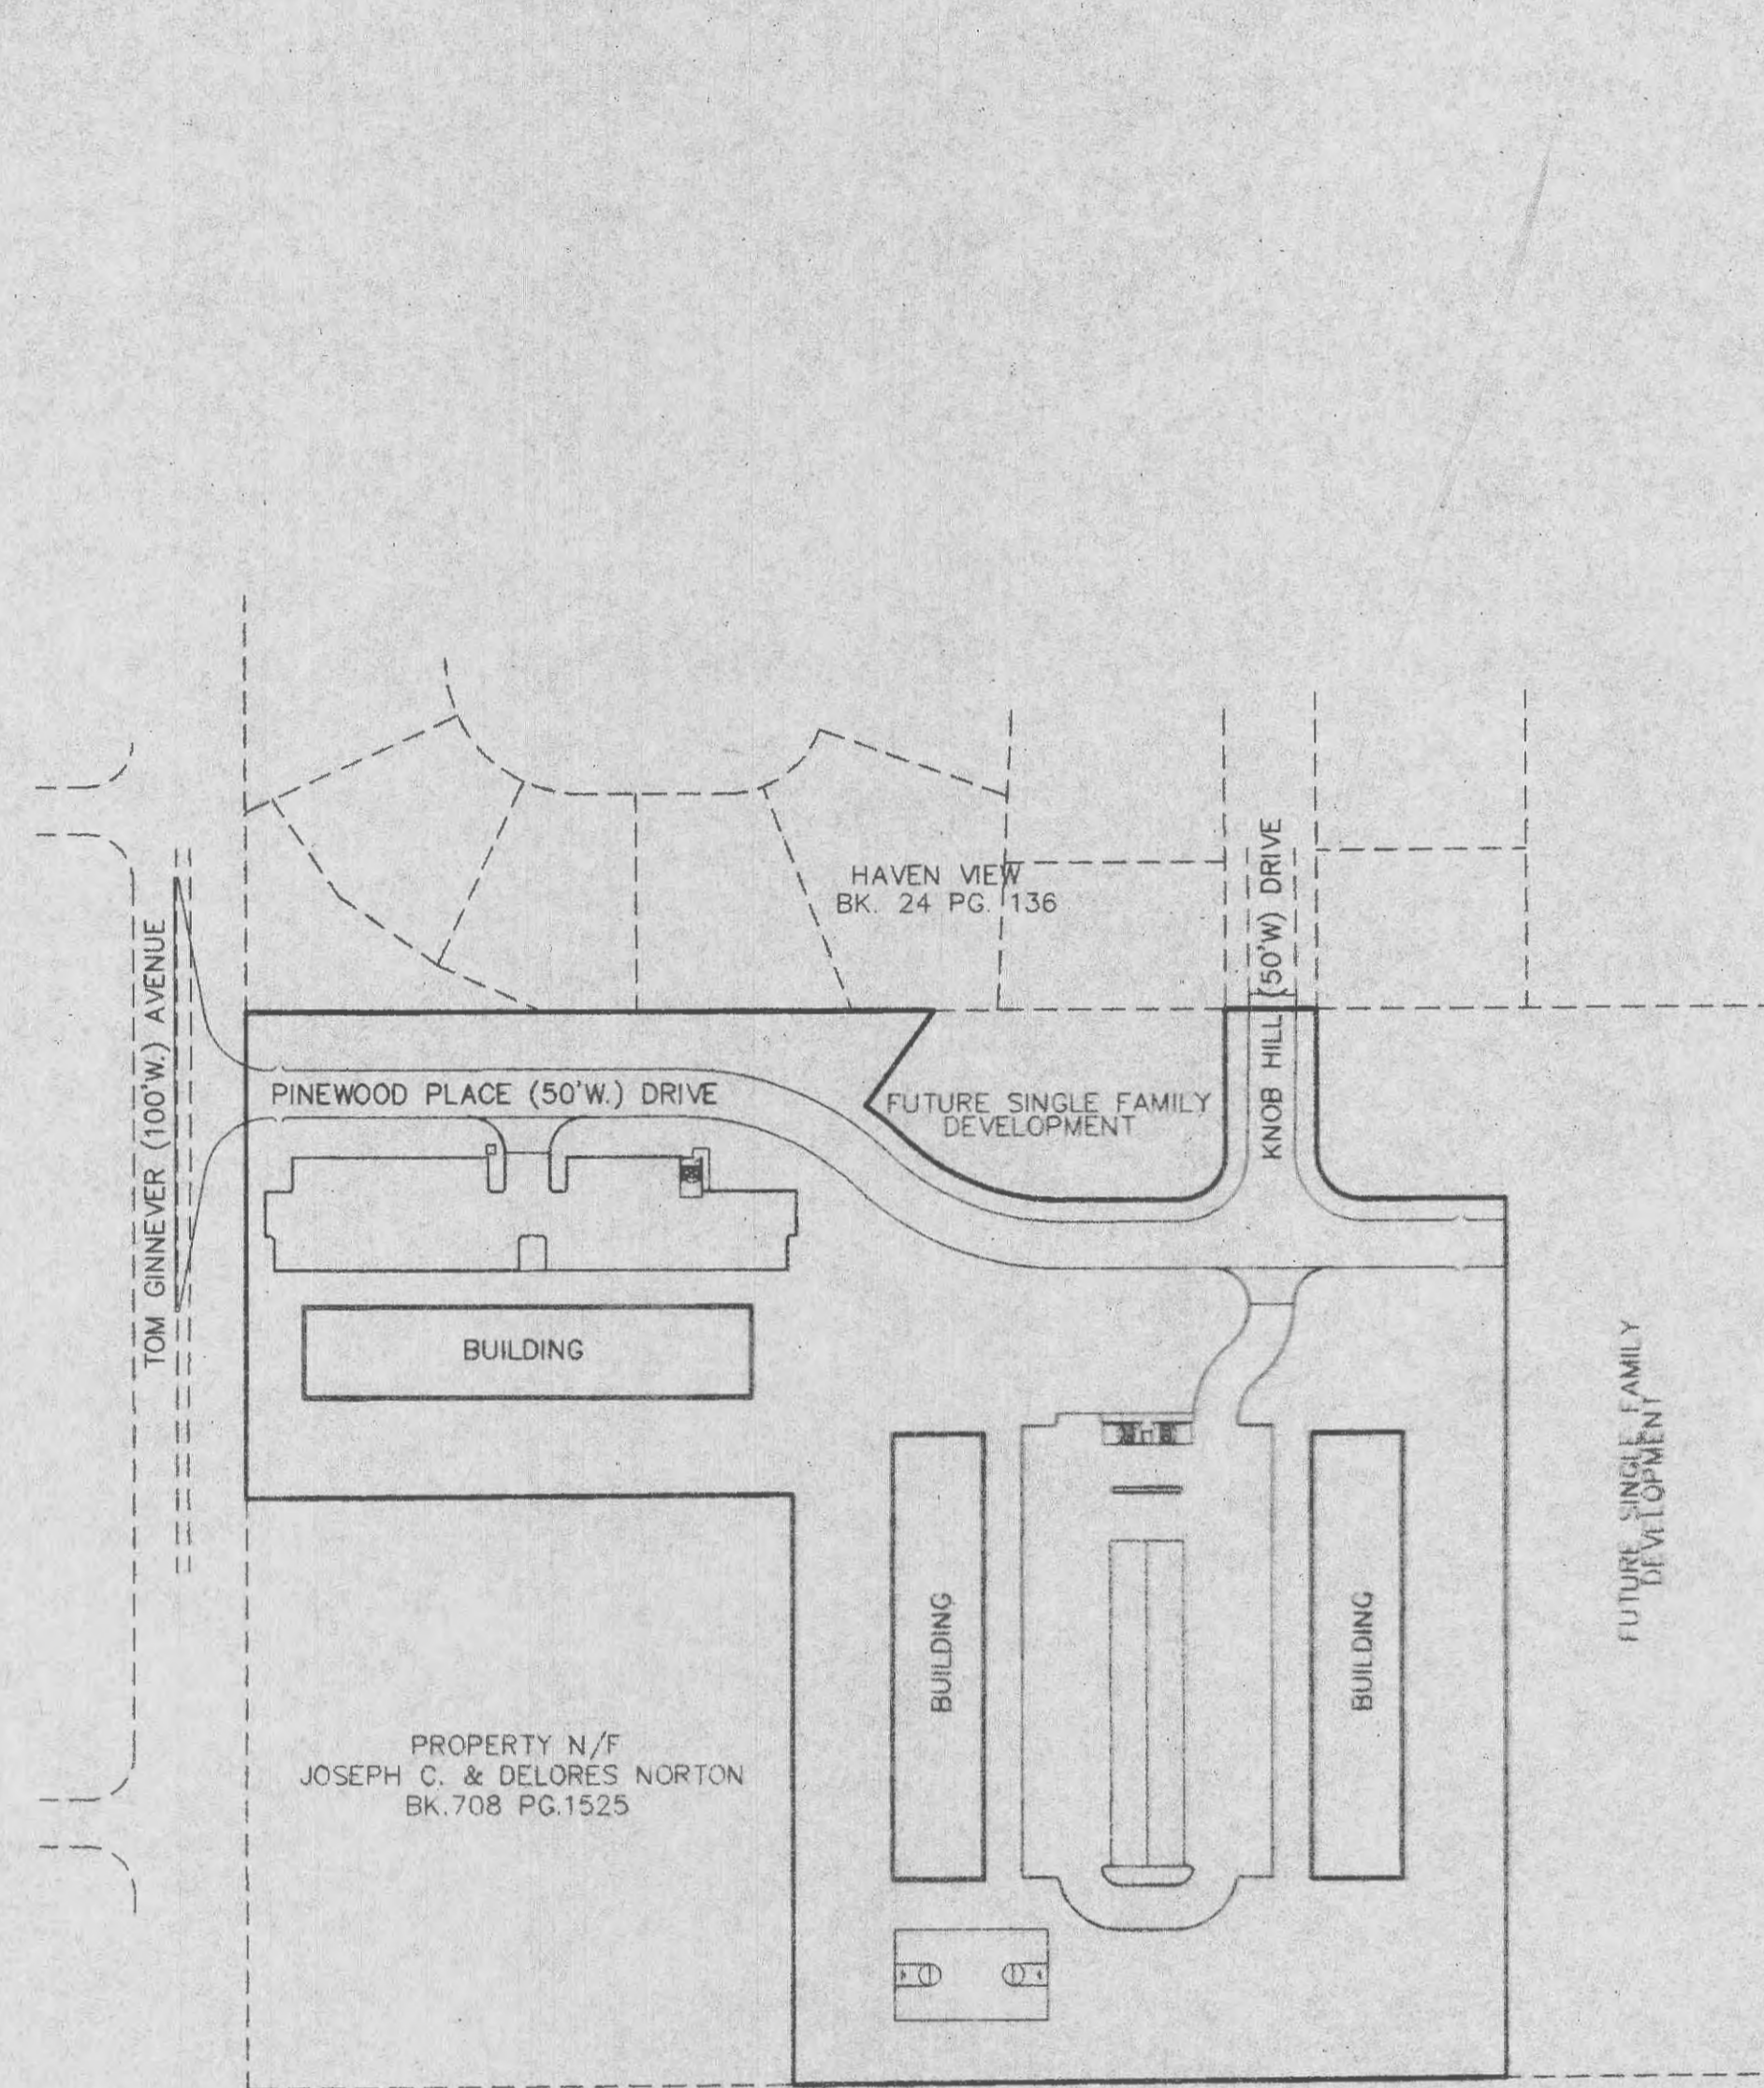 HAVEN VIEW
BK. 24 PG. 136
KNOB HILL (50'W) DRIVE
TOM GINNEVER (100'W.) AVENUE
PINEWOOD PLACE (50'W.) DRIVE
FUTURE SINGLE FAMILY
DEVELOPMENT
BUILDING
BUILDING
BUILDING
FUTURE SINGLE FAMILY
DEVELOPMENT
PROPERTY N/F
JOSEPH C. & DELORES NORTON
BK.708 PG.1525